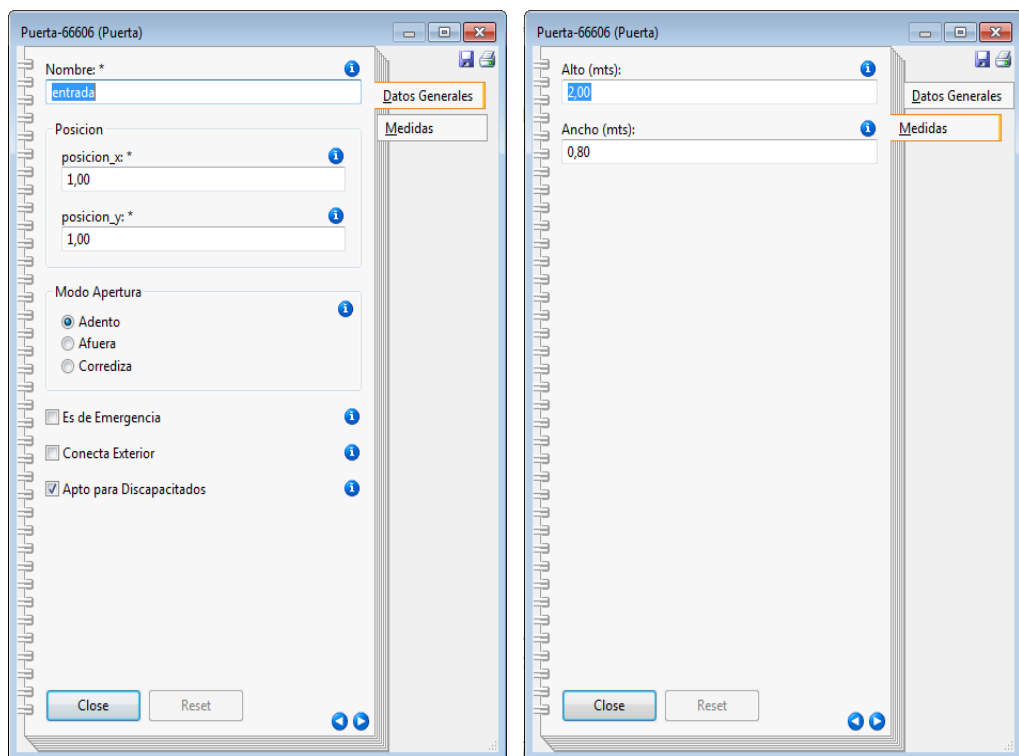 Puerta-66606 (Puerta)
Nombre: *
entrada
Datos Generales
Medidas
Posicion
posicion_x: *
1,00
posicion_y: *
1,00
Modo Apertura
Adento
Afuera
Corrediza
Es de Emergencia
Conecta Exterior
Apto para Discapacitados
Close
Reset
Puerta-66606 (Puerta)
Alto (mts):
2,00
Datos Generales
Medidas
Ancho (mts):
0,80
Close
Reset